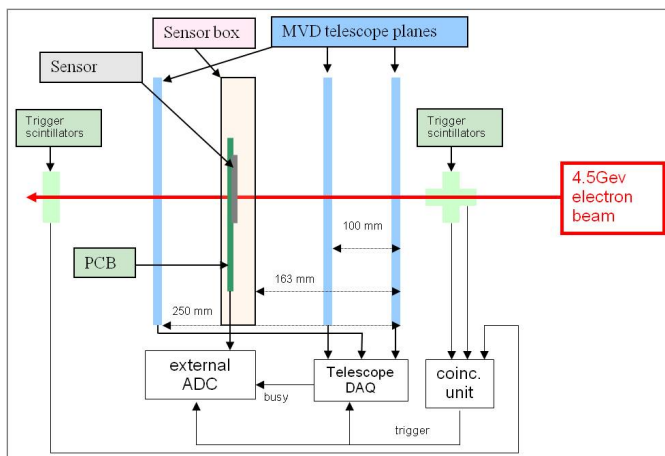 Sensor box
MVD telescope planes
Sensor
Trigger
scintillators
Trigger
scintillators
4.5Gev
electron
beam
100 mm
PCB
163 mm
250 mm
external
ADC
busy
Telescope
DAQ
coinc.
unit
trigger